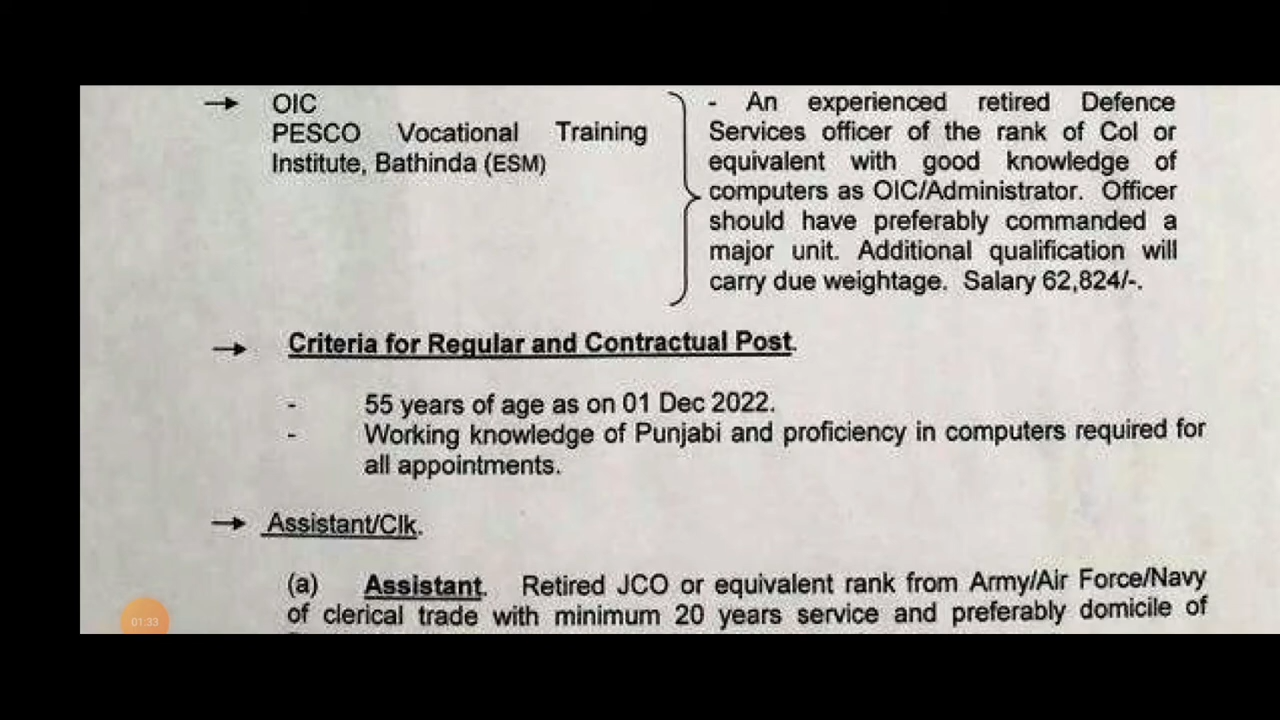 → OIC
PESCO Vocational Training
Institute, Bathinda (ESM)
- An experienced retired Defence
Services officer of the rank of Col or
equivalent with good knowledge of
computers as OIC/Administrator. Officer
should have preferably commanded a
major unit. Additional qualification will
carry due weightage. Salary 62,824/-.
→ Criteria for Regular and Contractual Post.
- 55 years of age as on 01 Dec 2022.
- Working knowledge of Punjabi and proficiency in computers required for
all appointments.
→ Assistant/Clk.
(a) Assistant. Retired JCO or equivalent rank from Army/Air Force/Navy
of clerical trade with minimum 20 years service and preferably domicile of
01:33